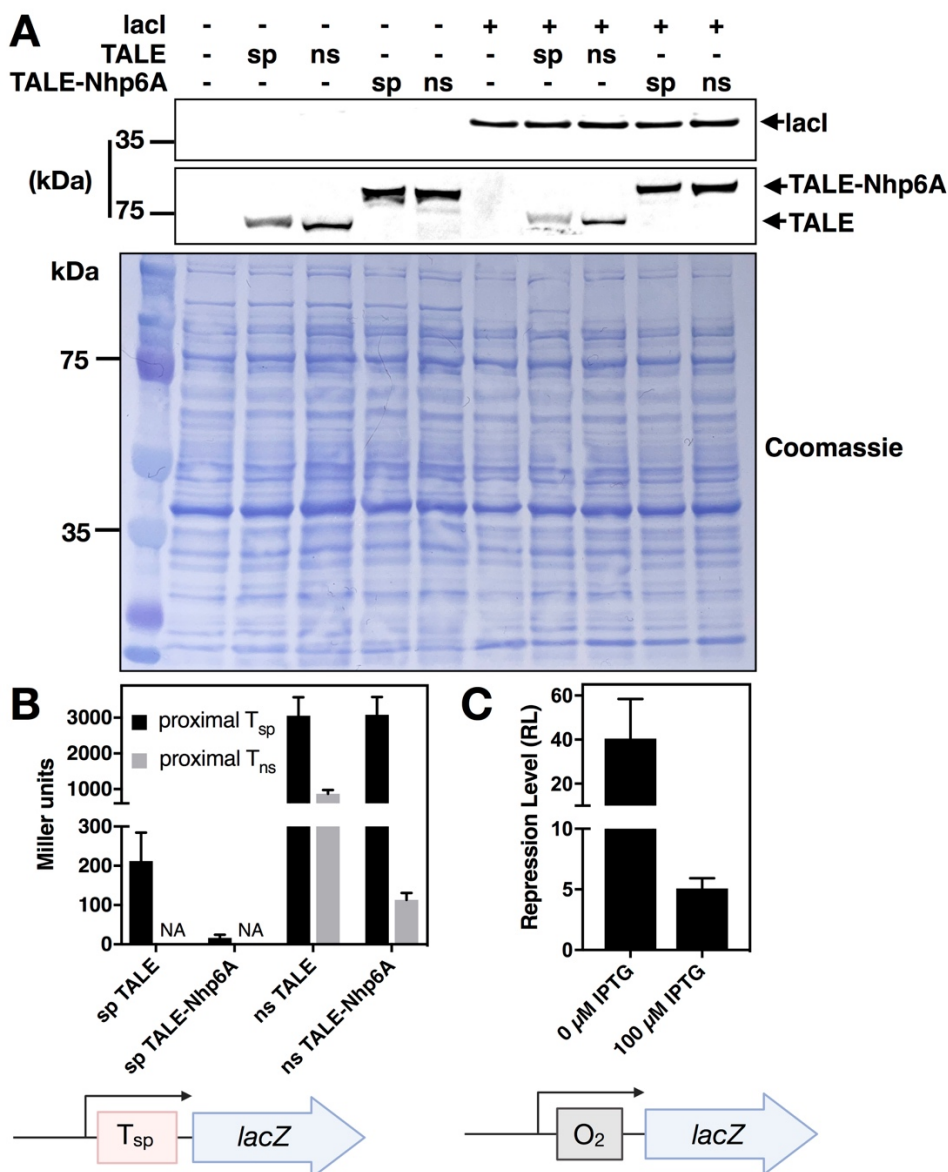 A
lacI - - - - - + + + + +
TALE - sp ns - - - sp ns - -
TALE-Nhp6A - - - sp ns - - - sp ns
35
lacI
(kDa)
75
TALE-Nhp6A
TALE
kDa
75
35
Coomassie
B
Miller units
3000
2000
1000
300
200
100
0
proximal Tsp
proximal Tns
NA NA
sp TALE
sp TALE-Nhp6A
ns TALE
ns TALE-Nhp6A
C
Repression Level (RL)
60
40
20
10
5
0
0 µM IPTG
100 µM IPTG
Tsp lacZ
O2 lacZ